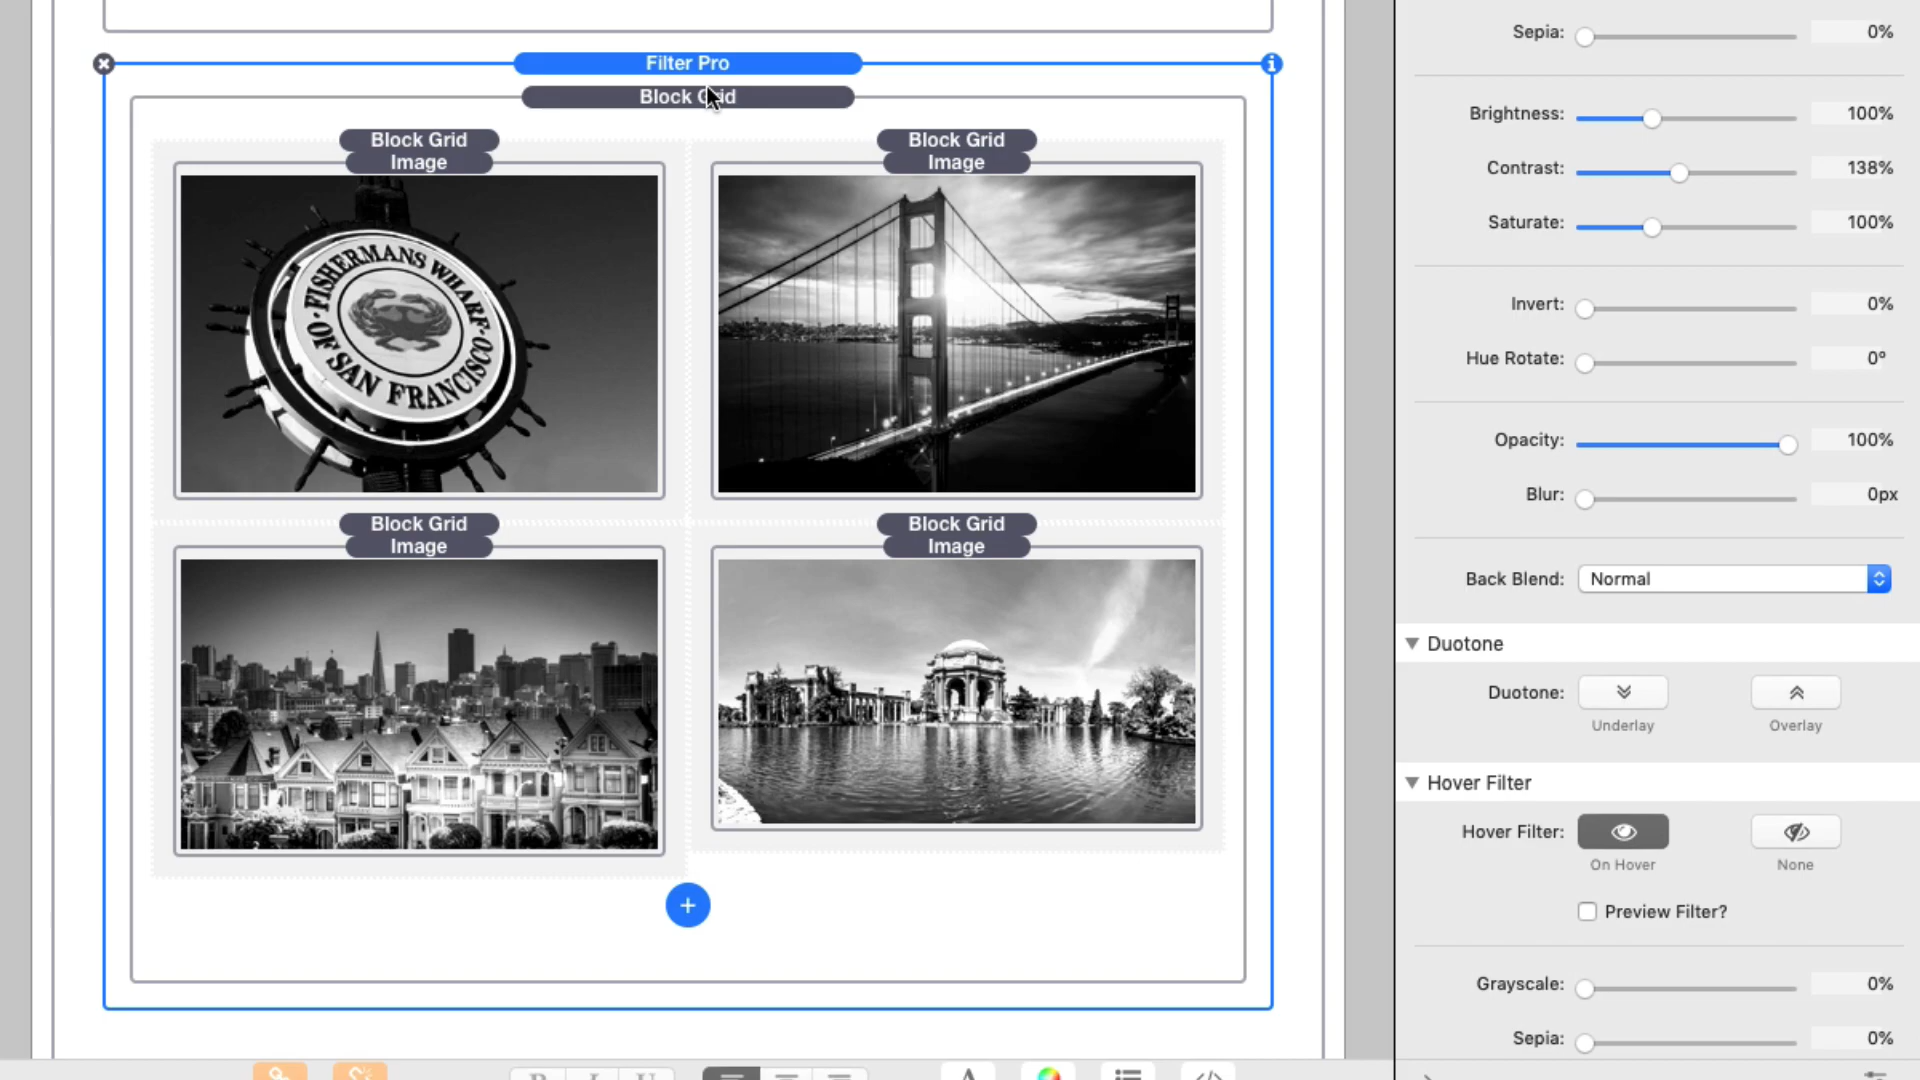 Filter Pro
Block Grid
Block Grid
Image
Block Grid
Image
FISHERMANS WHARF
OF SAN FRANCISCO
Block Grid
Image
Block Grid
Image
Sepia: 0%
Brightness: 100%
Contrast: 138%
Saturate: 100%
Invert: 0%
Hue Rotate: 0°
Opacity: 100%
Blur: 0px
Back Blend: Normal
Duotone
Duotone:
Underlay Overlay
Hover Filter
Hover Filter:
On Hover None
Preview Filter?
Grayscale: 0%
Sepia: 0%